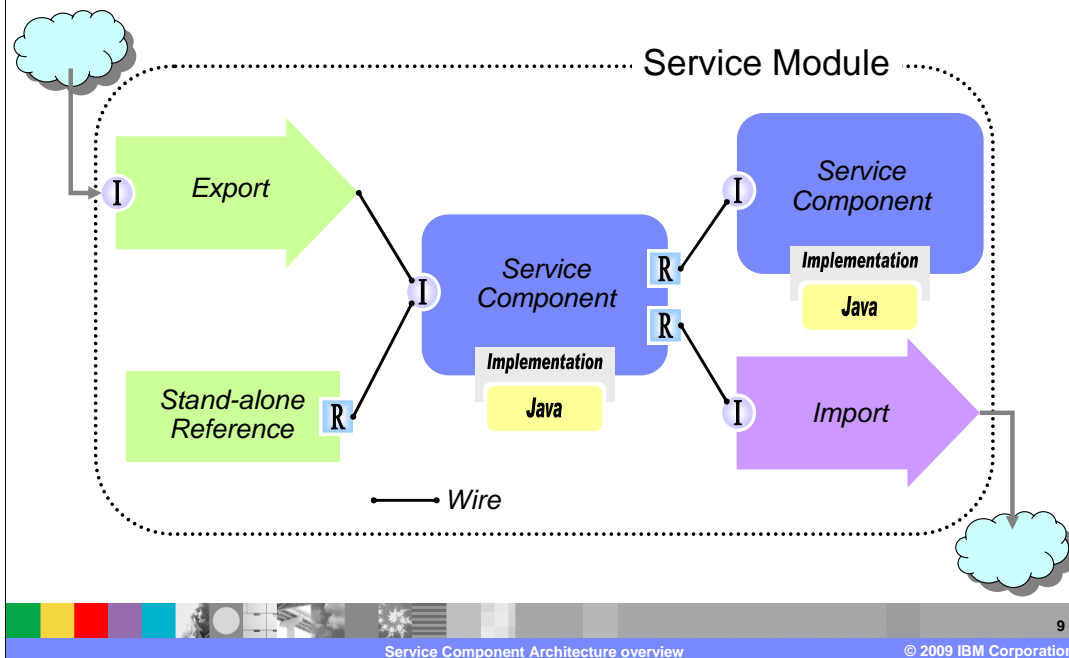 Service Module
I
Export
I
Service
Component
Implementation
Java
R
R
I
Service
Component
Implementation
Java
Stand-alone
Reference
R
I
Import
Wire
9
Service Component Architecture overview
© 2009 IBM Corporation